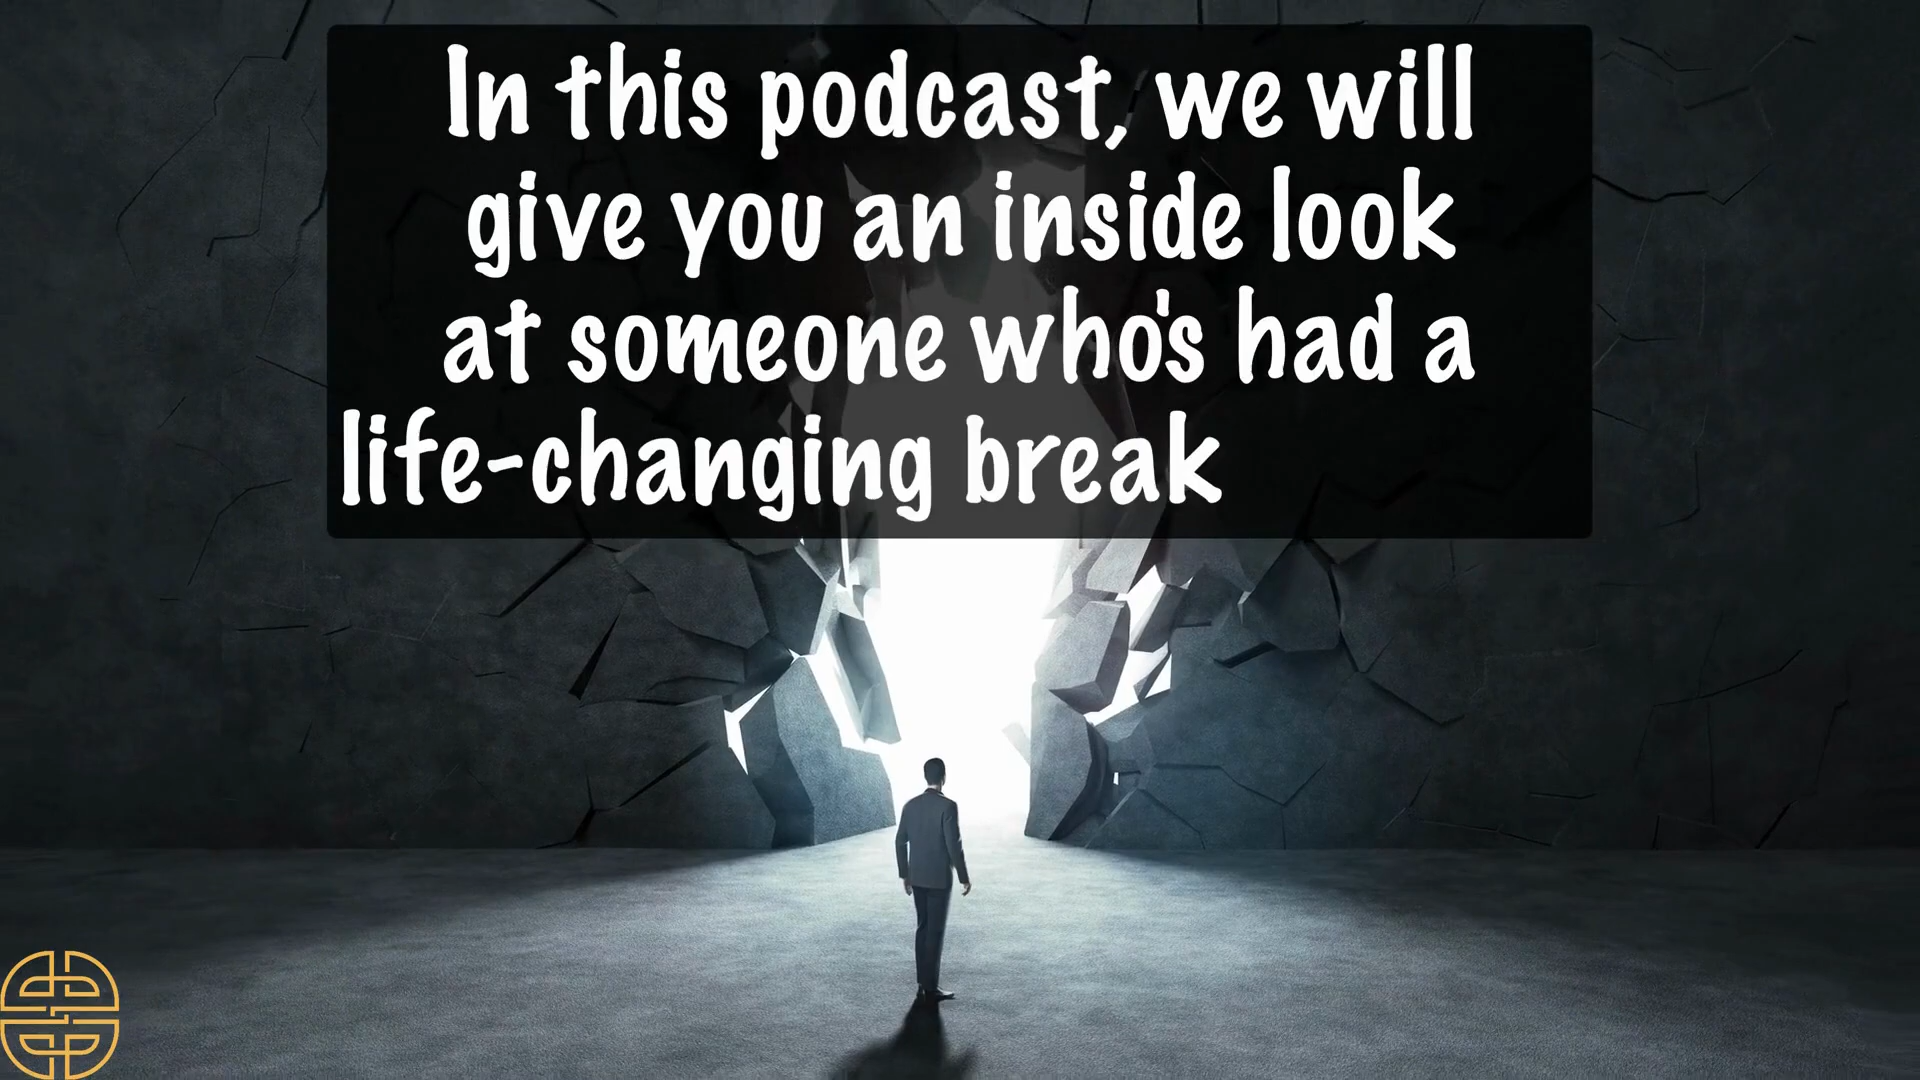 In this podcast, we will
give you an inside look
at someone who's had a
life-changing break